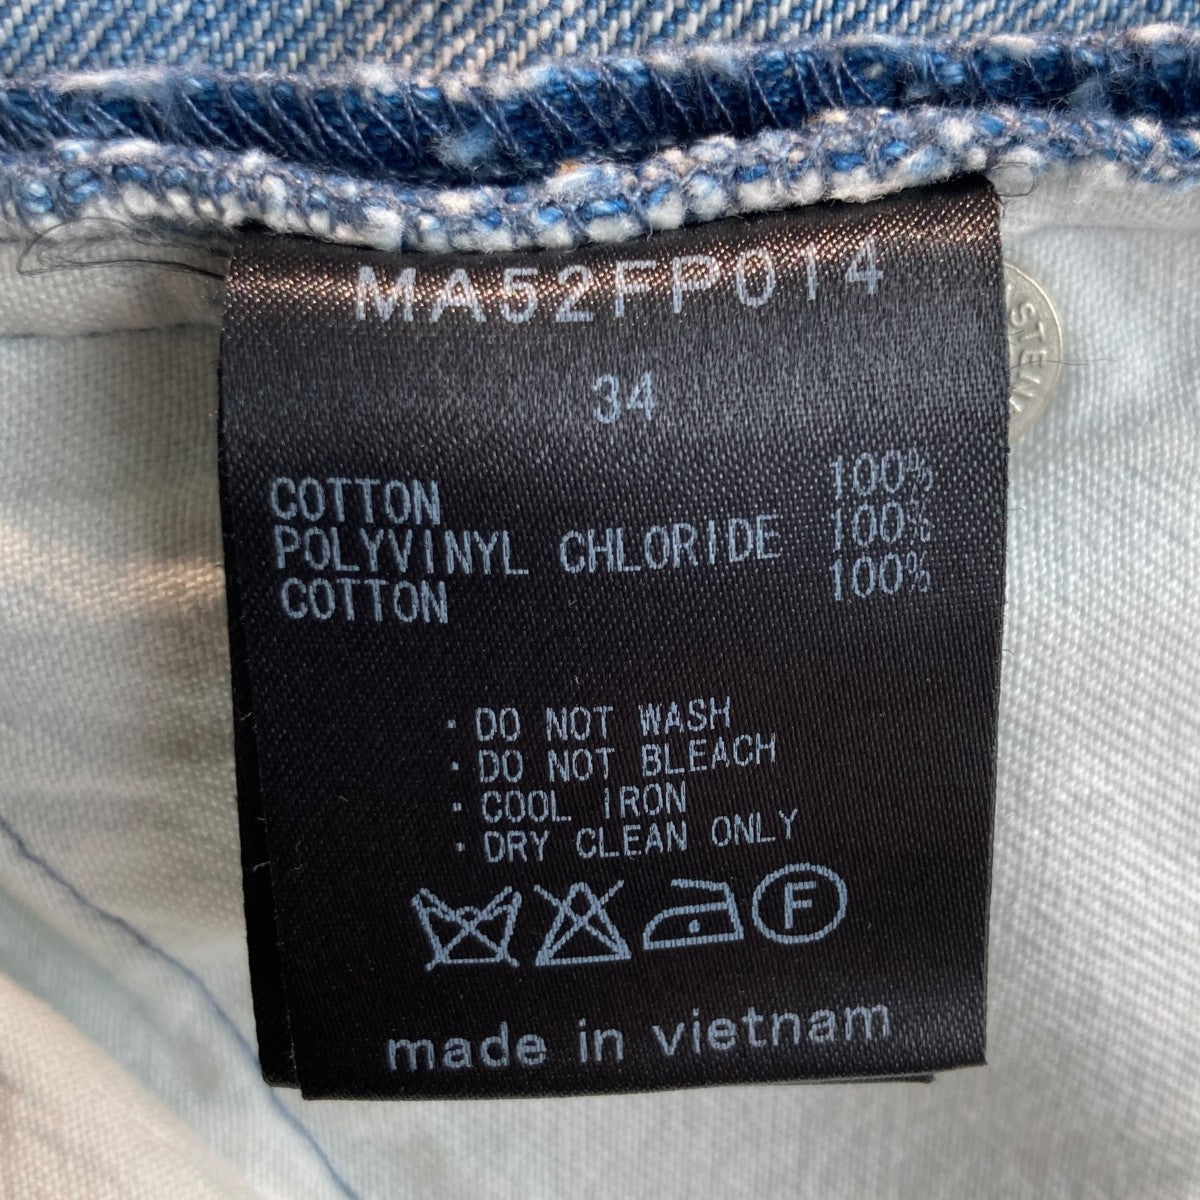 MA52FP014
34
COTTON 100%
POLYVINYL CHLORIDE 100%
COTTON 100%
· DO NOT WASH
· DO NOT BLEACH
· COOL IRON
· DRY CLEAN ONLY
F
made in vietnam